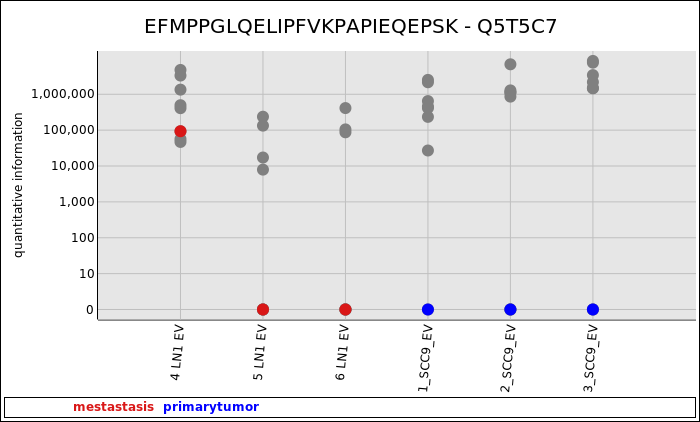 EFMPPGLQELIPFVKPAPIEQEPSK - Q5T5C7
quantitative information
1,000,000
100,000
10,000
1,000
100
10
0
4 LN1 EV
5 LN1 EV
6 LN1 EV
1_SCC9_EV
2_SCC9_EV
3_SCC9_EV
mestastasis primarytumor